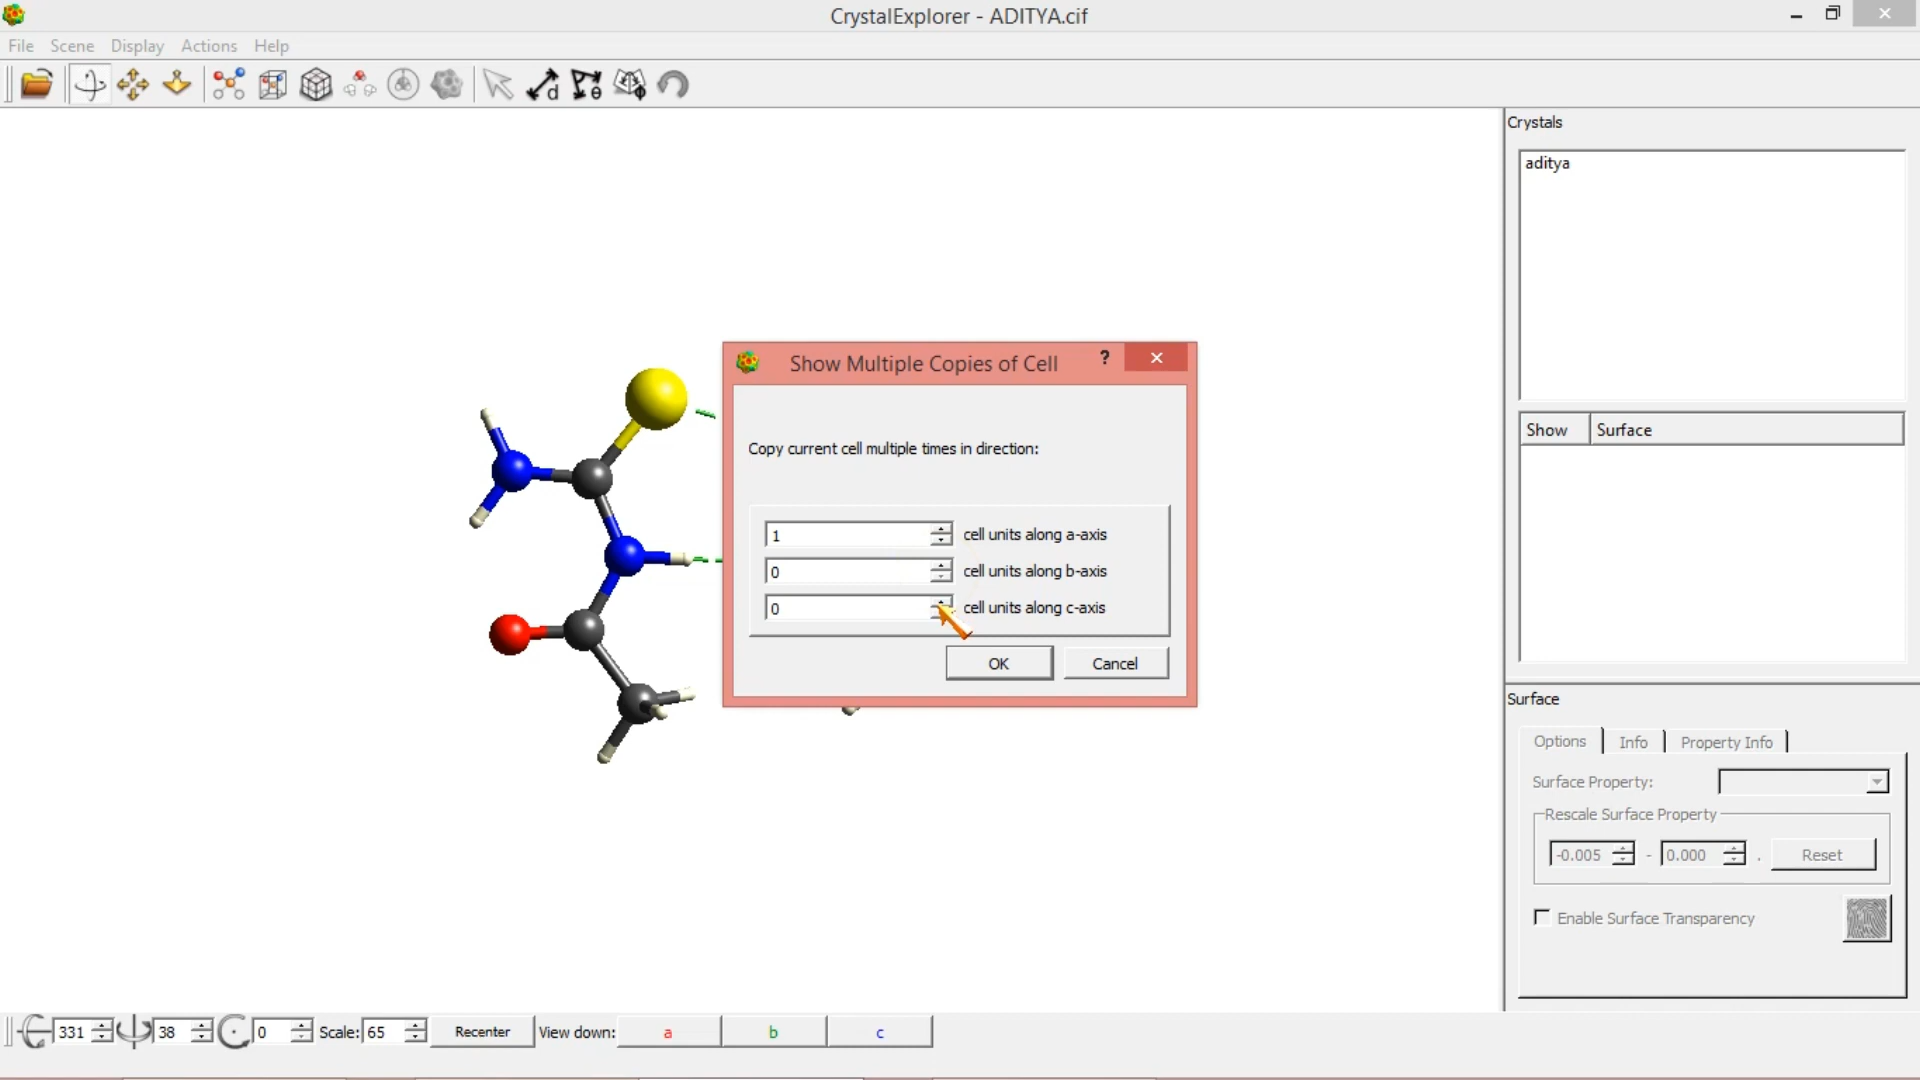 CrystalExplorer - ADITYA.cif
File Scene Display Actions Help
d θ Φ
Crystals
aditya
Show Multiple Copies of Cell ?
Copy current cell multiple times in direction:
1 cell units along a-axis
0 cell units along b-axis
0 cell units along c-axis
OK Cancel
Show Surface
Surface
Options Info Property Info
Surface Property:
Rescale Surface Property
-0.005 - 0.000 . Reset
Enable Surface Transparency
331 38 0 Scale: 65 Recenter View down: a b c